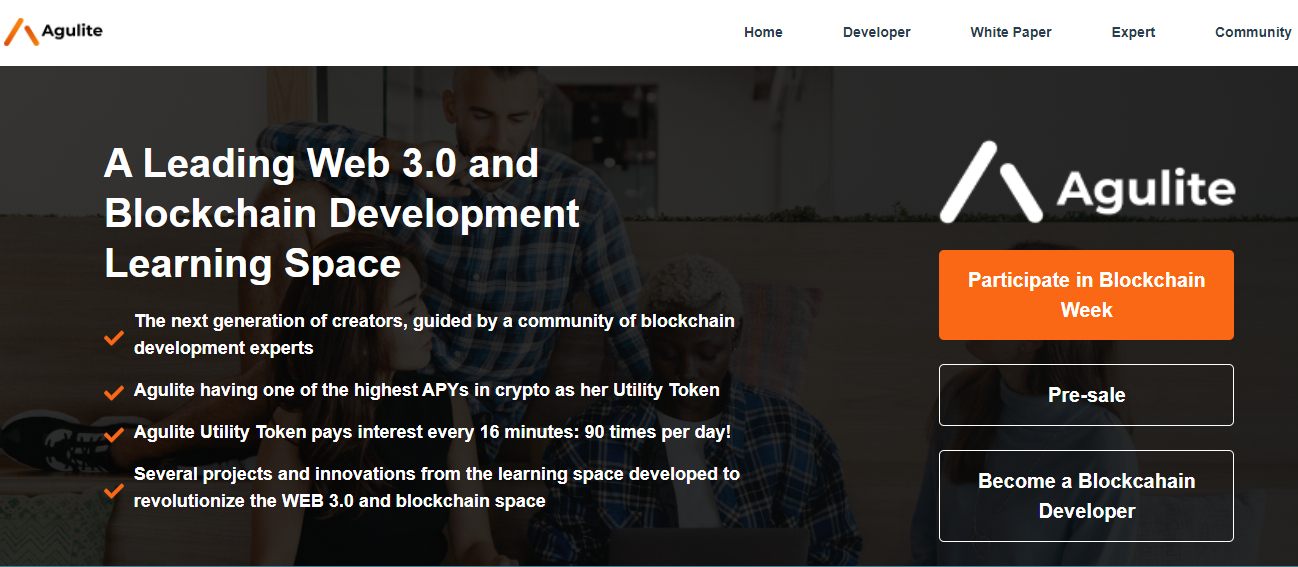 Agulite
Home
Developer
White Paper
Expert
Community
A Leading Web 3.0 and
Blockchain Development
Learning Space
The next generation of creators, guided by a community of blockchain
development experts
Agulite having one of the highest APYs in crypto as her Utility Token
Agulite Utility Token pays interest every 16 minutes: 90 times per day!
Several projects and innovations from the learning space developed to
revolutionize the WEB 3.0 and blockchain space
Agulite
Participate in Blockchain
Week
Pre-sale
Become a Blockcahain
Developer